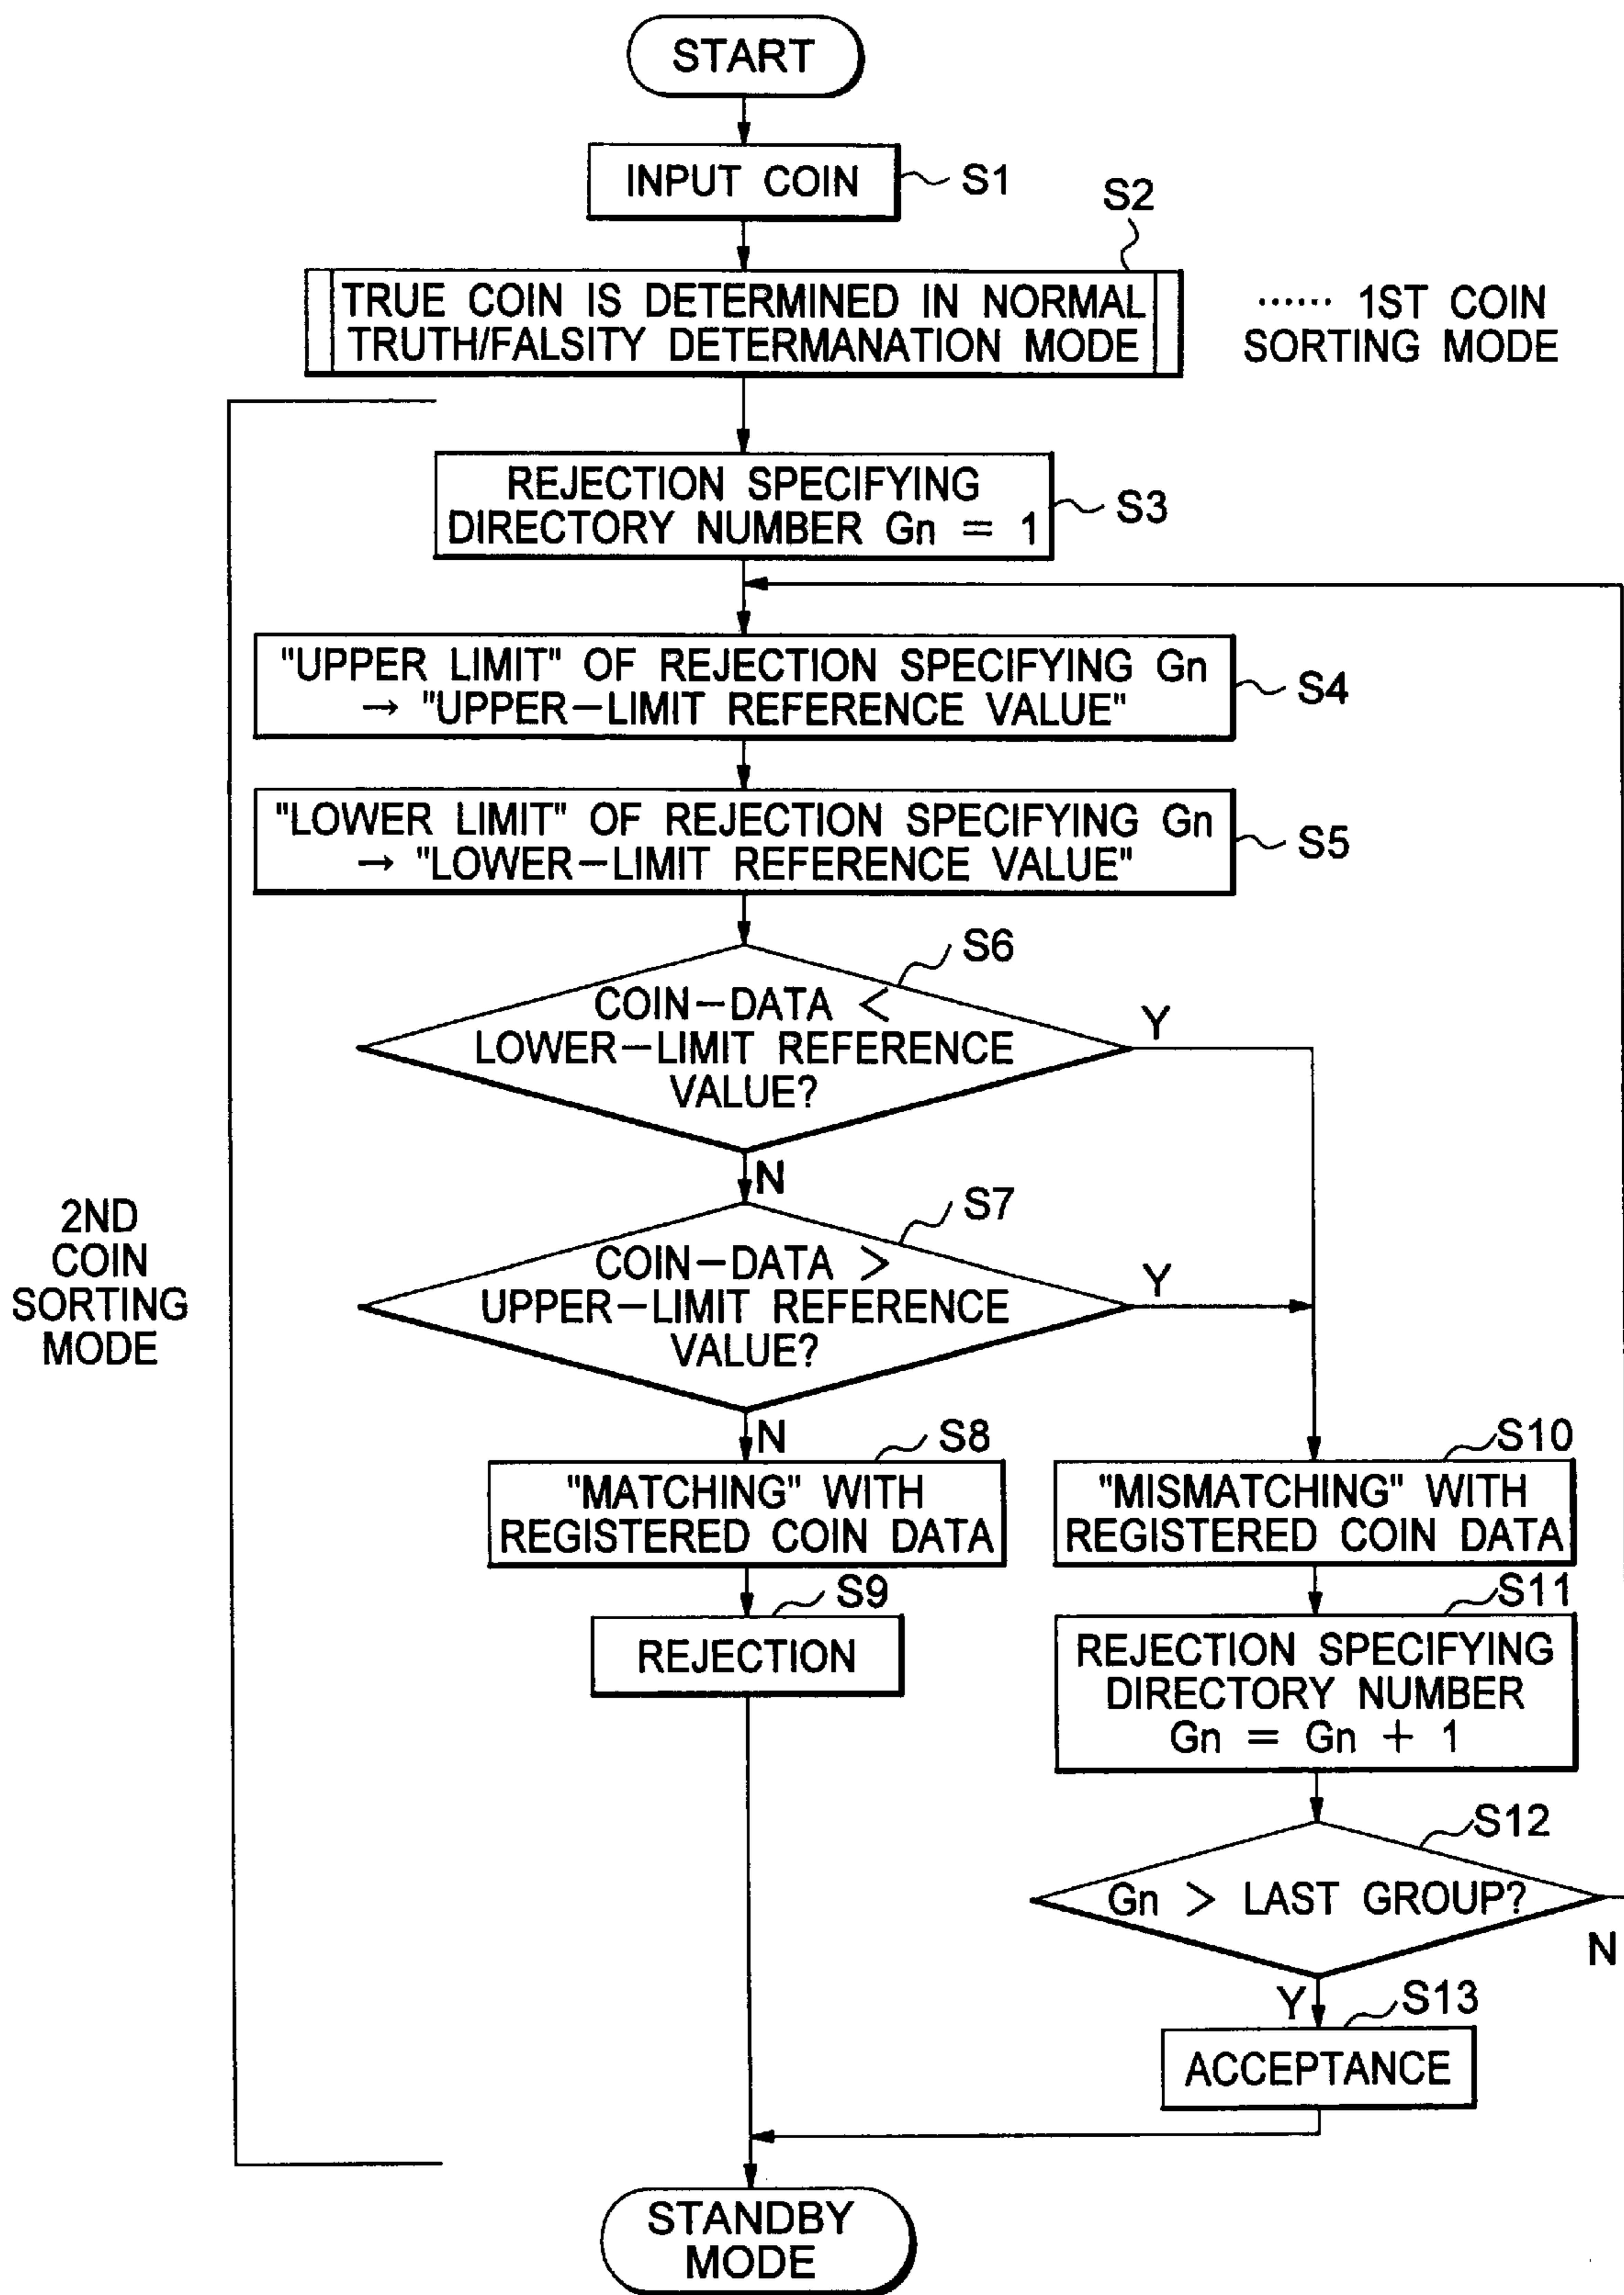 START
INPUT COIN
S1
S2
TRUE COIN IS DETERMINED IN NORMAL
TRUTH/FALSITY DETERMANATION MODE
...... 1ST COIN
SORTING MODE
REJECTION SPECIFYING
DIRECTORY NUMBER Gn = 1
S3
"UPPER LIMIT" OF REJECTION SPECIFYING Gn
→ "UPPER-LIMIT REFERENCE VALUE"
S4
"LOWER LIMIT" OF REJECTION SPECIFYING Gn
→ "LOWER-LIMIT REFERENCE VALUE"
S5
S6
COIN-DATA <
LOWER-LIMIT REFERENCE
VALUE?
Y
N
S7
COIN-DATA >
UPPER-LIMIT REFERENCE
VALUE?
Y
N
2ND
COIN
SORTING
MODE
S8
"MATCHING" WITH
REGISTERED COIN DATA
S9
REJECTION
S10
"MISMATCHING" WITH
REGISTERED COIN DATA
S11
REJECTION SPECIFYING
DIRECTORY NUMBER
Gn = Gn + 1
S12
Gn > LAST GROUP?
N
Y
S13
ACCEPTANCE
STANDBY
MODE